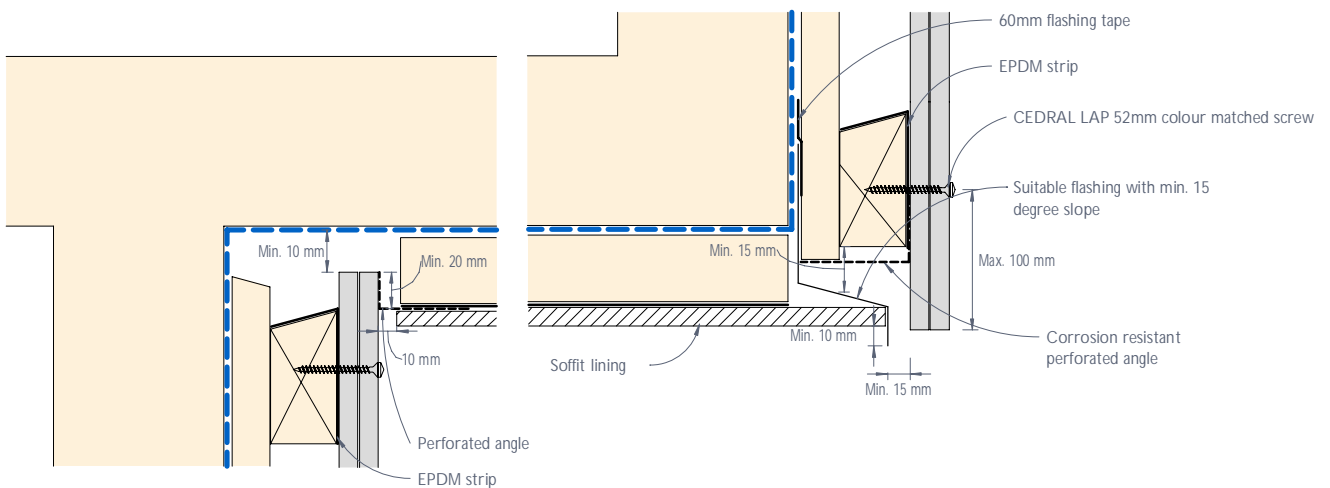 60mm flashing tape
EPDM strip
CEDRAL LAP 52mm colour matched screw
Suitable flashing with min. 15
degree slope
Min. 10 mm
Min. 20 mm
Min. 15 mm
Max. 100 mm
Min. 10 mm
Corrosion resistant
perforated angle
10 mm
Soffit lining
Min. 15 mm
Perforated angle
EPDM strip